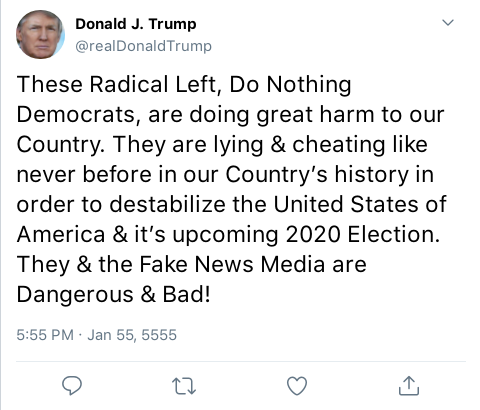 Donald J. Trump
@realDonaldTrump
These Radical Left, Do Nothing
Democrats, are doing great harm to our
Country. They are lying & cheating like
never before in our Country’s history in
order to destabilize the United States of
America & it’s upcoming 2020 Election.
They & the Fake News Media are
Dangerous & Bad!
5:55 PM · Jan 55, 5555